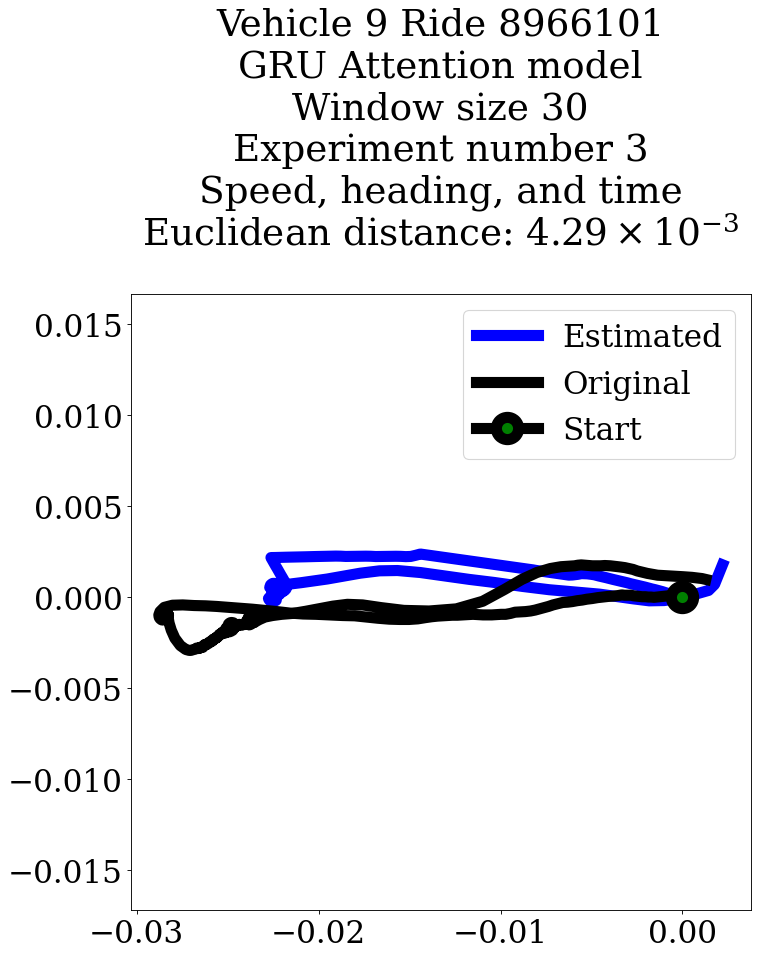 Vehicle 9 Ride 8966101
GRU Attention model
Window size 30
Experiment number 3
Speed, heading, and time
Euclidean distance: 4.29 × 10⁻³
Estimated
Original
Start
0.015
0.010
0.005
0.000
−0.005
−0.010
−0.015
−0.03
−0.02
−0.01
0.00